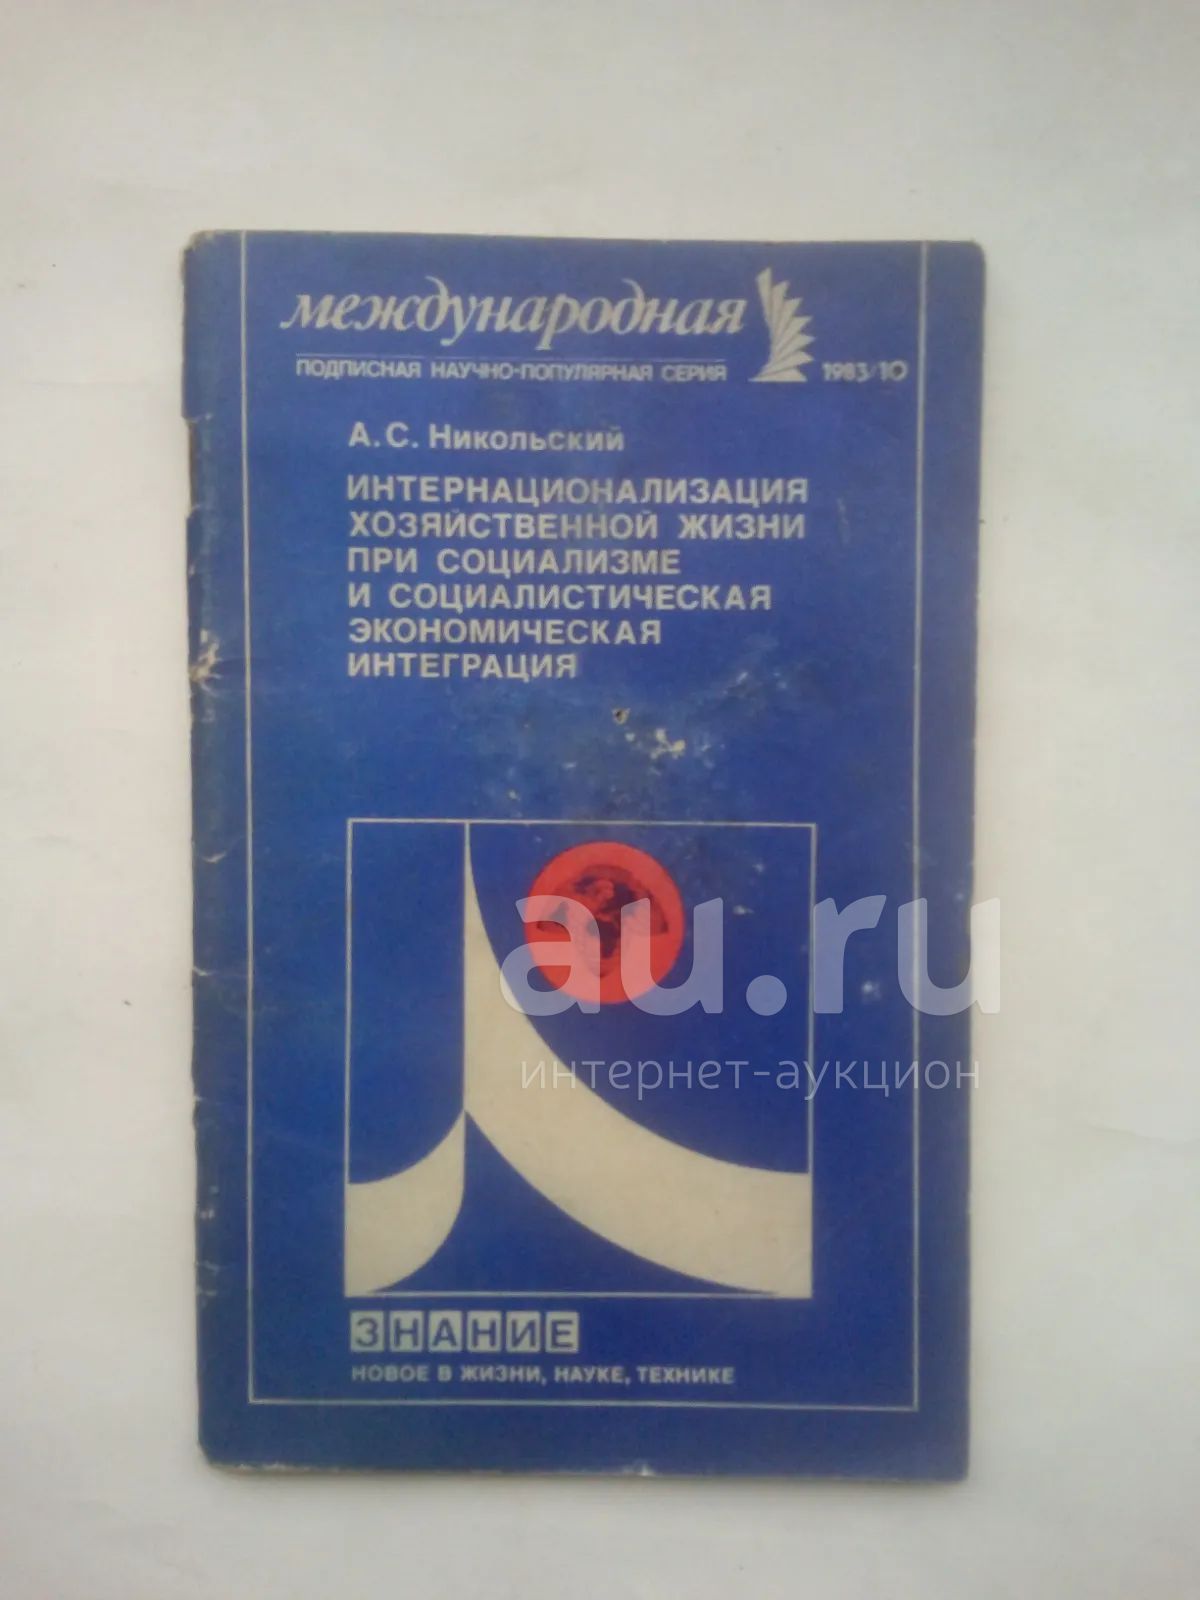 международная
ПОДПИСНАЯ НАУЧНО-ПОПУЛЯРНАЯ СЕРИЯ
1983/10
А.С. Никольский
ИНТЕРНАЦИОНАЛИЗАЦИЯ
ХОЗЯЙСТВЕННОЙ ЖИЗНИ
ПРИ СОЦИАЛИЗМЕ
И СОЦИАЛИСТИЧЕСКАЯ
ЭКОНОМИЧЕСКАЯ
ИНТЕГРАЦИЯ
au.ru
интернет-аукцион
ЗНАНИЕ
НОВОЕ В ЖИЗНИ, НАУКЕ, ТЕХНИКЕ